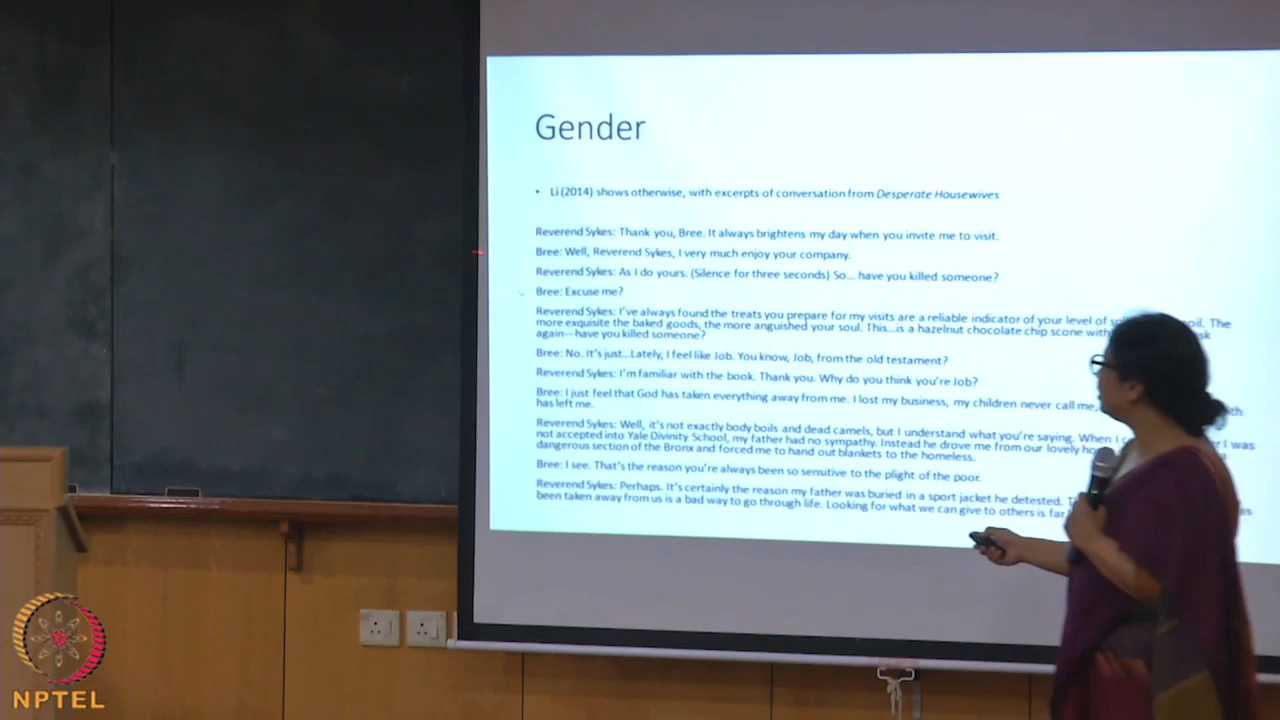 Gender
• Li (2014) shows otherwise, with excerpts of conversation from Desperate Housewives
Reverend Sykes: Thank you, Bree. It always brightens my day when you invite me to visit.
Bree: Well, Reverend Sykes, I very much enjoy your company.
Reverend Sykes: As I do yours. (Silence for three seconds) So... have you killed someone?
Bree: Excuse me?
Reverend Sykes: I've always found the treats you prepare for my visits are a reliable indicator of your level of The
more exquisite the baked goods, the more anguished your soul. This...is a hazelnut chocolate chip scone with
again---have you killed someone?
Bree: No. It's just...Lately, I feel like Job. You know, Job, from the old testament?
Reverend Sykes: I'm familiar with the book. Thank you. Why do you think you're Job?
Bree: I just feel that God has taken everything away from me. I lost my business, my children never call me,
has left me.
Reverend Sykes: Well, it's not exactly body boils and dead camels, but I understand what you're saying. When I I was
not accepted into Yale Divinity School, my father had no sympathy. Instead he drove me from our lovely
dangerous section of the Bronx and forced me to hand out blankets to the homeless.
Bree: I see. That's the reason you're always been so sensitive to the plight of the poor.
Reverend Sykes: Perhaps. It's certainly the reason my father was buried in a sport jacket he detested.
been taken away from us is a bad way to go through life. Looking for what we can give to others is far
NPTEL